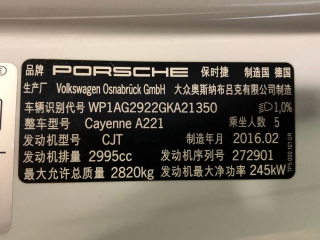 品牌 PORSCHE 保时捷 制造国 德国
生产厂 Volkswagen Osnabrück GmbH 大众奥斯纳布吕克有限公司制造
车辆识别代号 WP1AG2922GKA21350 1,0%
整车型号 Cayenne A221 乘坐人数 5
发动机型号 CJT 制造年月 2016.02
发动机排量 2995cc 发动机序列号 272901
最大允许总质量 2820kg 发动机最大净功率 245kW